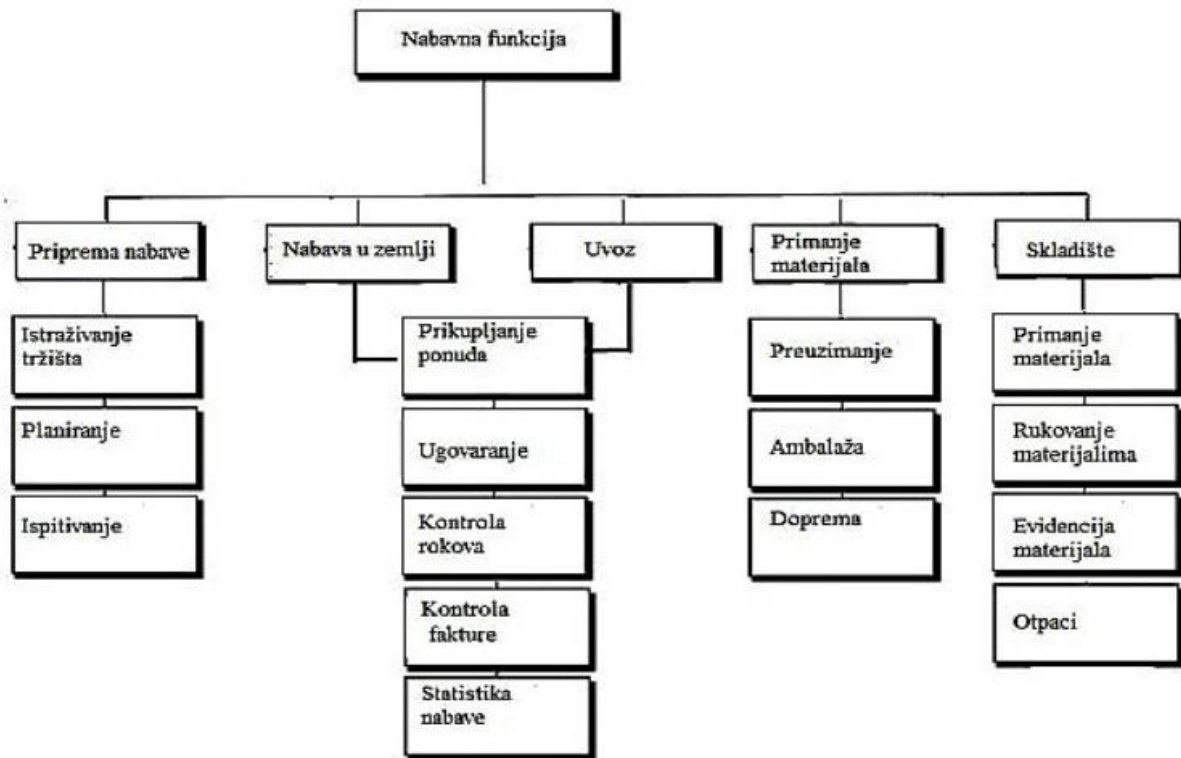 Nabavna funkcija
Priprema nabave
Nabava u zemlji
Uvoz
Primanje
materijala
Skladište
Istraživanje
tržišta
Planiranje
Ispitivanje
Prikupljanje
ponuda
Ugovaranje
Kontrola
rokova
Kontrola
fakture
Statistika
nabave
Preuzimanje
Ambalaža
Doprema
Primanje
materijala
Rukovanje
materijalima
Evidencija
materijala
Otpaci